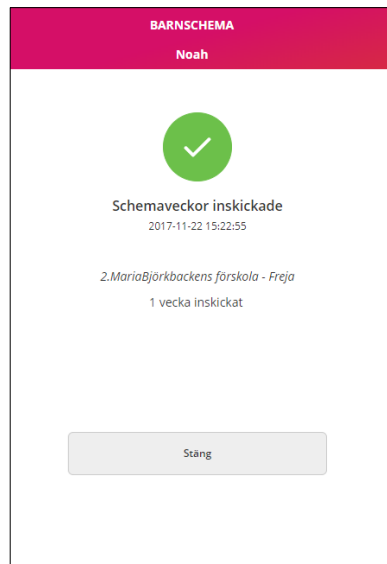 BARNSCHEMA
Noah
Schemaveckor inskickade
2017-11-22 15:22:55
2.MariaBjörkbackens förskola - Freja
1 vecka inskickat
Stäng